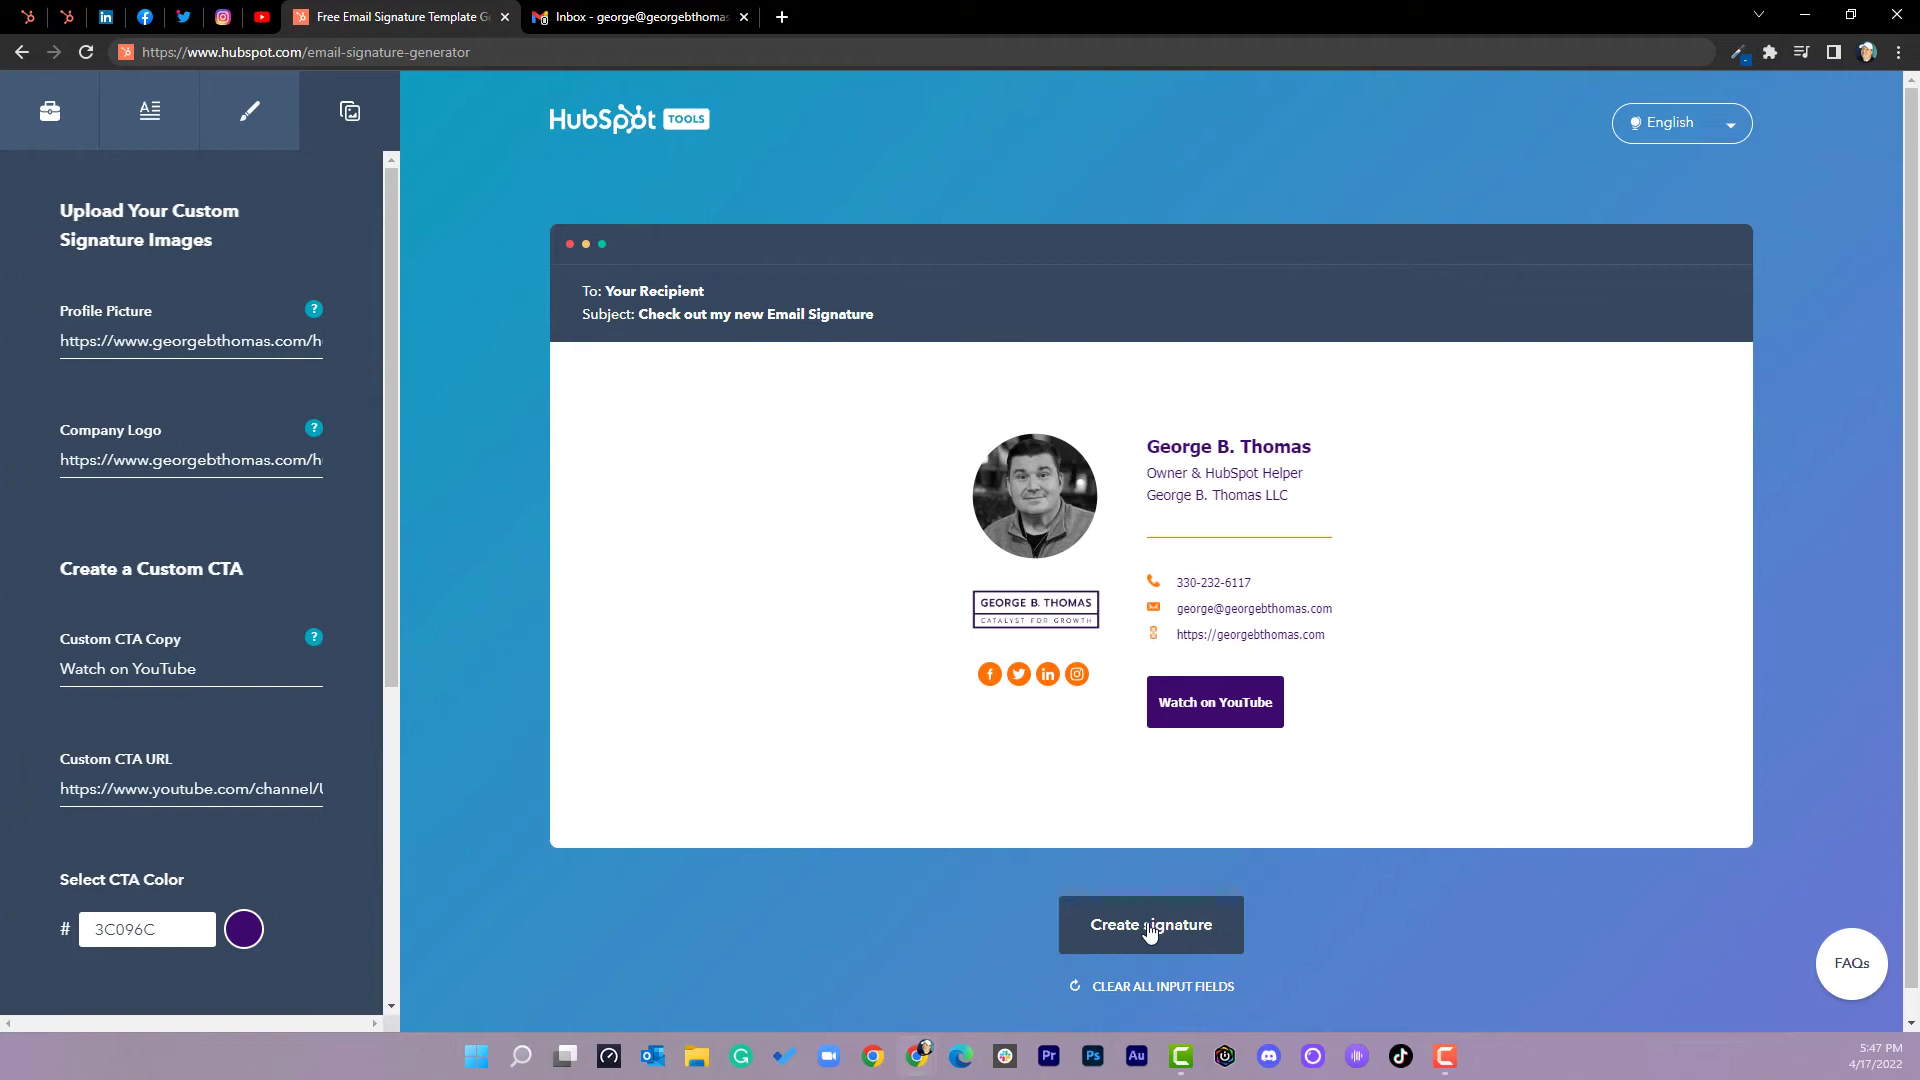 Free Email Signature Template G
Inbox - george@georgebthomas
https://www.hubspot.com/email-signature-generator
HubSpot TOOLS
English
Upload Your Custom
Signature Images
Profile Picture
?
https://www.georgebthomas.com/h
Company Logo
?
https://www.georgebthomas.com/h
Create a Custom CTA
Custom CTA Copy
?
Watch on YouTube
Custom CTA URL
https://www.youtube.com/channel/U
Select CTA Color
# 3C096C
To: Your Recipient
Subject: Check out my new Email Signature
George B. Thomas
Owner & HubSpot Helper
George B. Thomas LLC
GEORGE B. THOMAS
CATALYST FOR GROWTH
330-232-6117
george@georgebthomas.com
https://georgebthomas.com
Watch on YouTube
Create signature
CLEAR ALL INPUT FIELDS
FAQs
Pr
Ps
Au
5:47 PM
4/17/2022